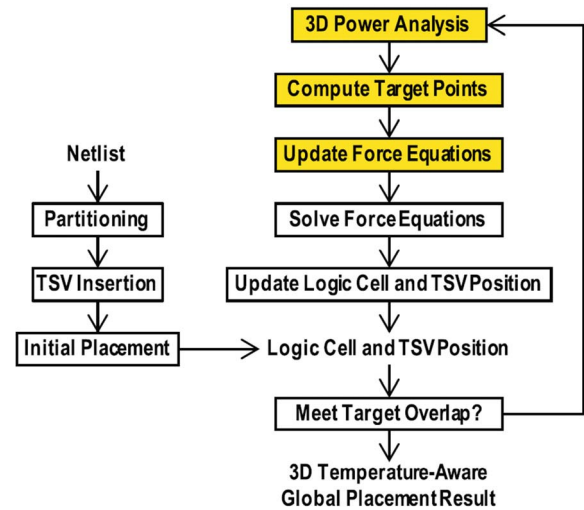 3D Power Analysis
Compute Target Points
Update Force Equations
Solve Force Equations
Update Logic Cell and TSV Position
Netlist
Partitioning
TSV Insertion
Initial Placement
Logic Cell and TSV Position
Meet Target Overlap?
3D Temperature-Aware
Global Placement Result